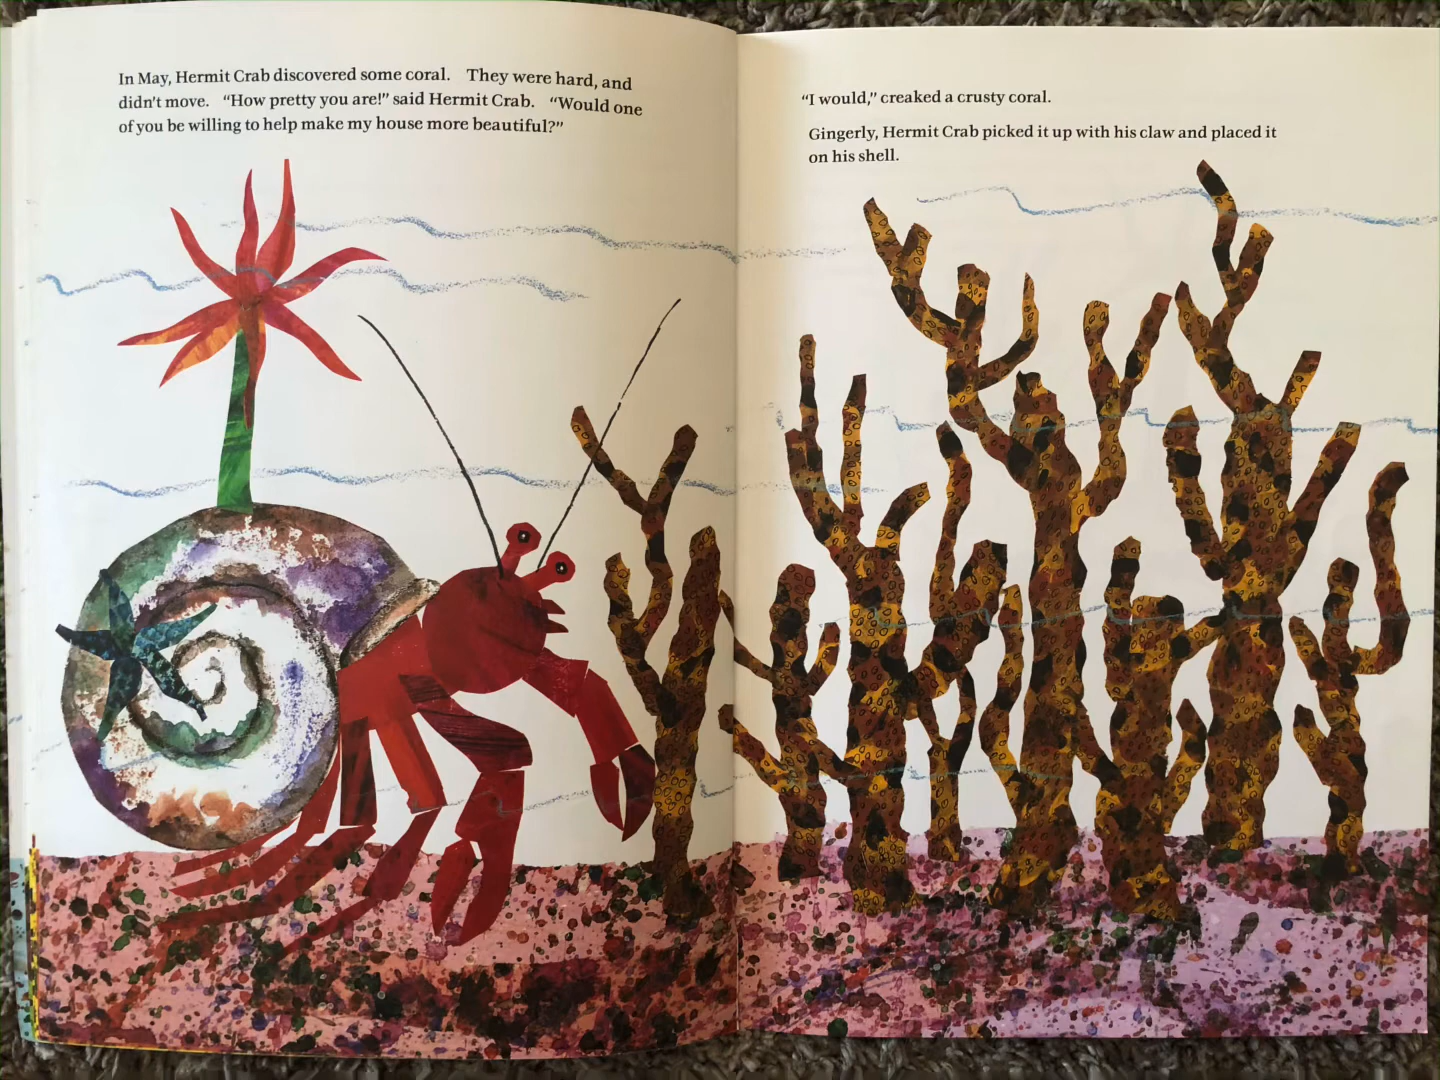 In May, Hermit Crab discovered some coral. They were hard, and
didn't move. “How pretty you are!” said Hermit Crab. “Would one
of you be willing to help make my house more beautiful?”
“I would,” creaked a crusty coral.
Gingerly, Hermit Crab picked it up with his claw and placed it
on his shell.